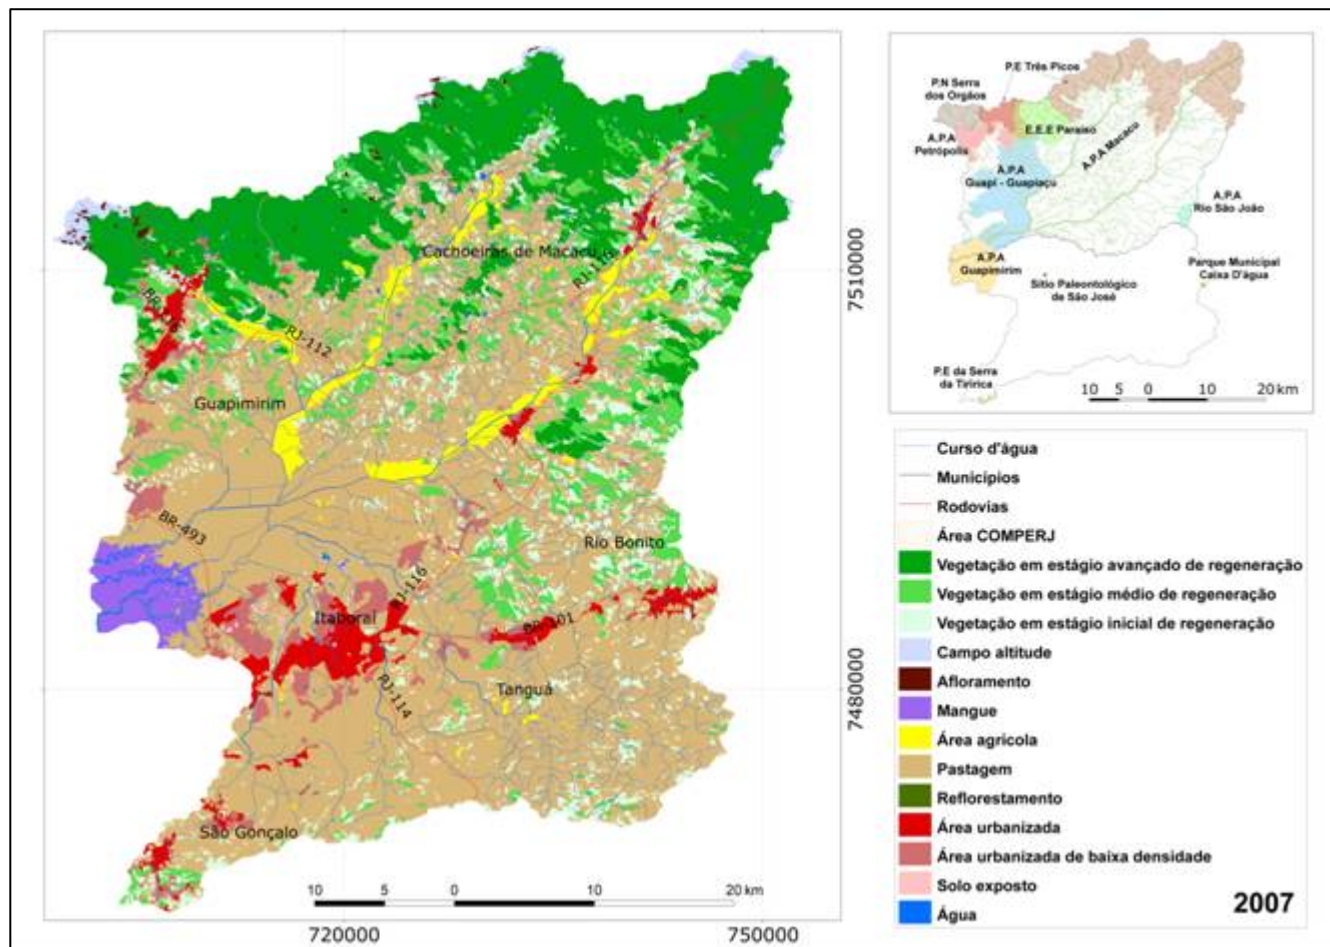 Cachoeiras de Macacu
RJ-112
Guapimirim
BR-493
Rio Bonito
RJ-116
Itaboraí
BR-101
Tanguá
RJ-114
São Gonçalo
10 5 0 10 20 km
720000
750000
7510000
7480000
P.E Três Picos
P.N Serra
dos Orgãos
E.E.E Paraíso
A.P.A
Petrópolis
A.P.A Macacu
A.P.A
Guapi - Guapiaçu
A.P.A
Rio São João
A.P.A
Guapimirim
Parque Municipal
Caixa D'água
Sítio Paleontológico
de São José
P.E da Serra
da Tiririca
10 5 0 10 20 km
Curso d'água
Municípios
Rodovias
Área COMPERJ
Vegetação em estágio avançado de regeneração
Vegetação em estágio médio de regeneração
Vegetação em estágio inicial de regeneração
Campo altitude
Afloramento
Mangue
Área agrícola
Pastagem
Reflorestamento
Área urbanizada
Área urbanizada de baixa densidade
Solo exposto
Água
2007